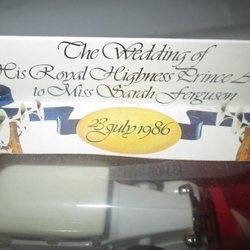 The Wedding of
His Royal Highness Prince
to Miss Sarah Ferguson
23 July 1986